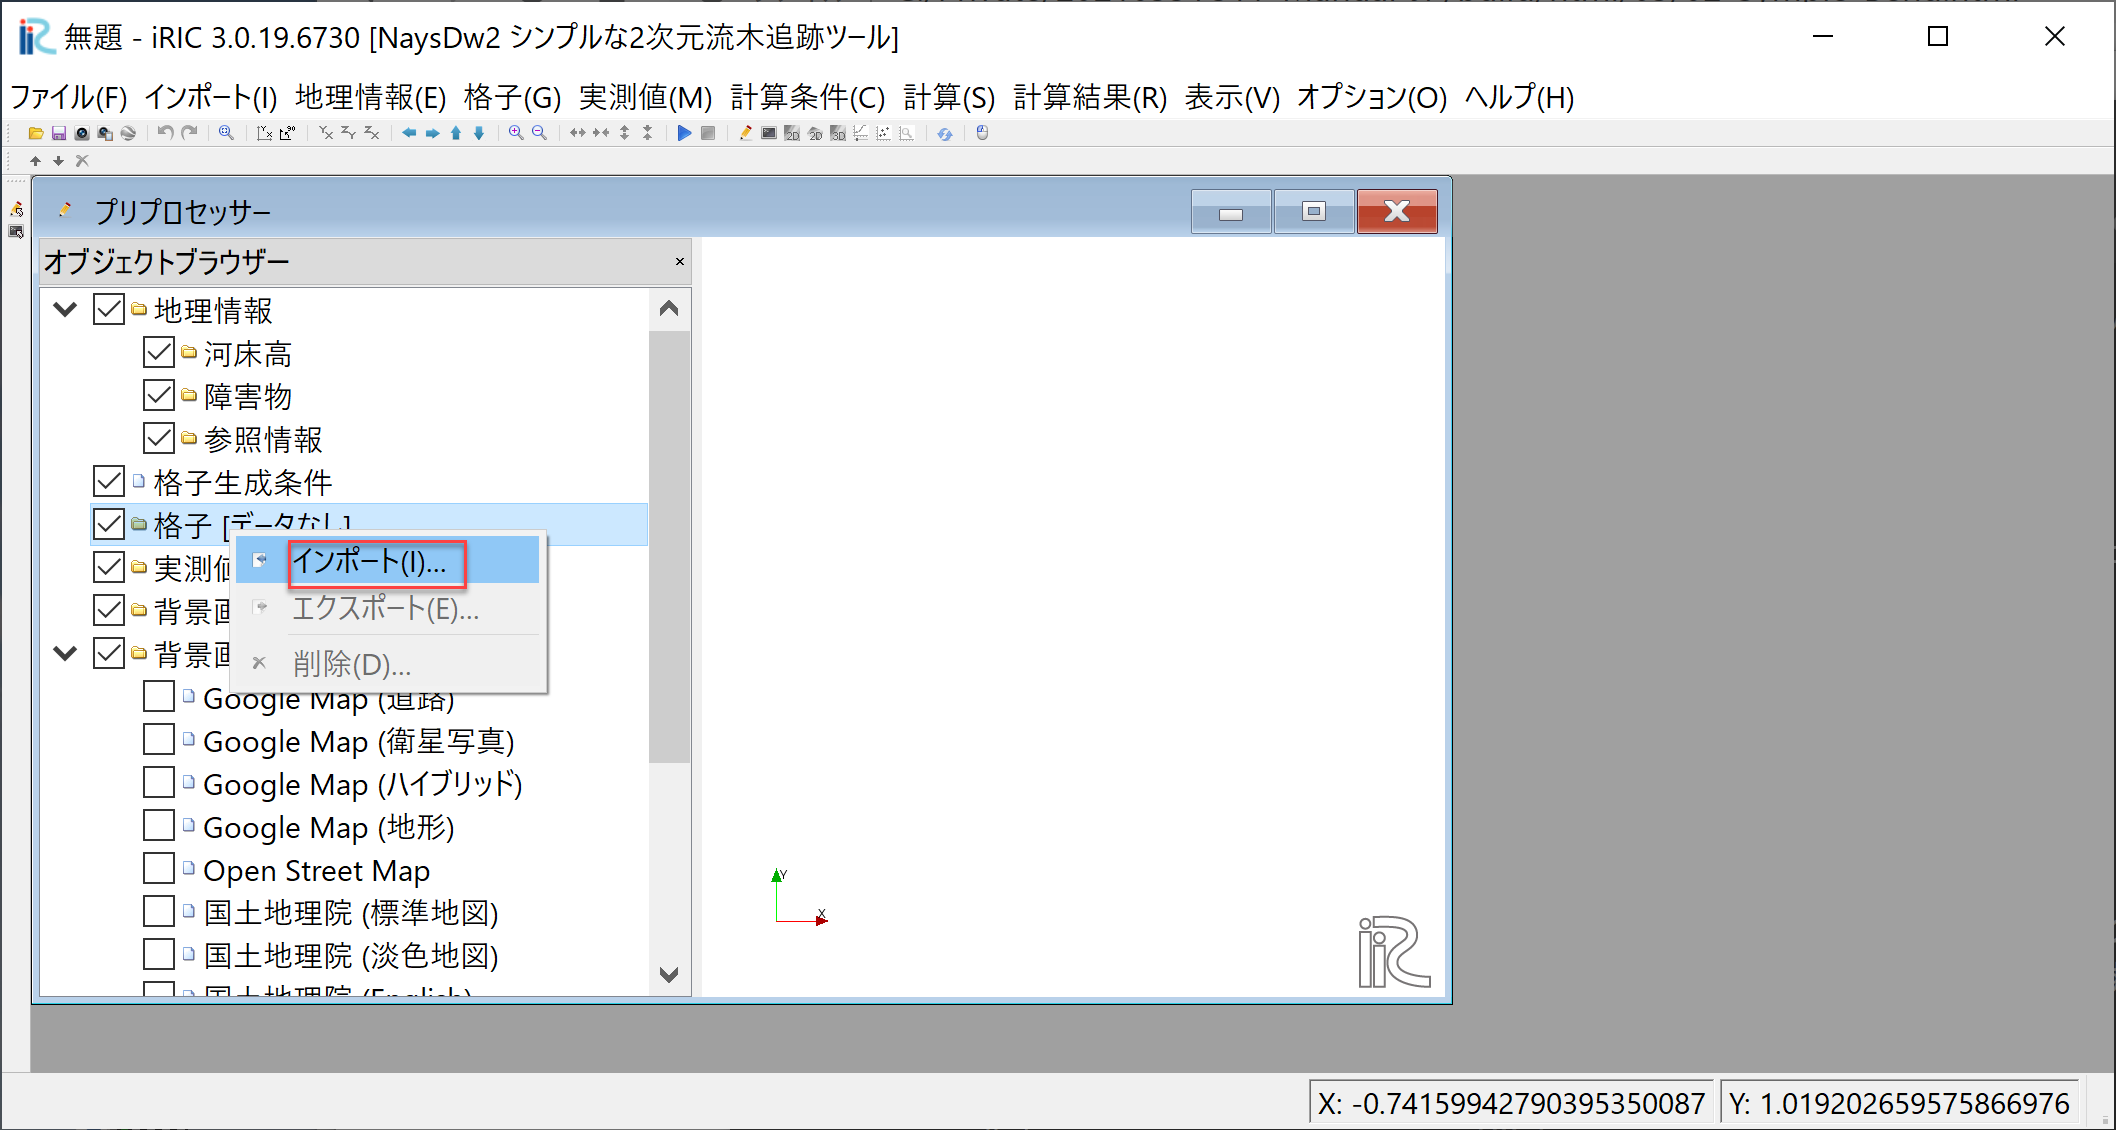 無題 - iRIC 3.0.19.6730 [NaysDw2 シンプルな2次元流木追跡ツール]
ファイル(F) インポート(I) 地理情報(E) 格子(G) 実測値(M) 計算条件(C) 計算(S) 計算結果(R) 表示(V) オプション(O) ヘルプ(H)
プリプロセッサー
オブジェクトブラウザー
地理情報
河床高
障害物
参照情報
格子生成条件
格子 [データなし]
インポート(I)...
実測値
エクスポート(E)...
背景画
背景画
削除(D)...
Google Map (道路)
Google Map (衛星写真)
Google Map (ハイブリッド)
Google Map (地形)
Open Street Map
国土地理院 (標準地図)
国土地理院 (淡色地図)
国土地理院 (English)
Y
X
iRIC
X: -0.74159942790395350087
Y: 1.019202659575866976